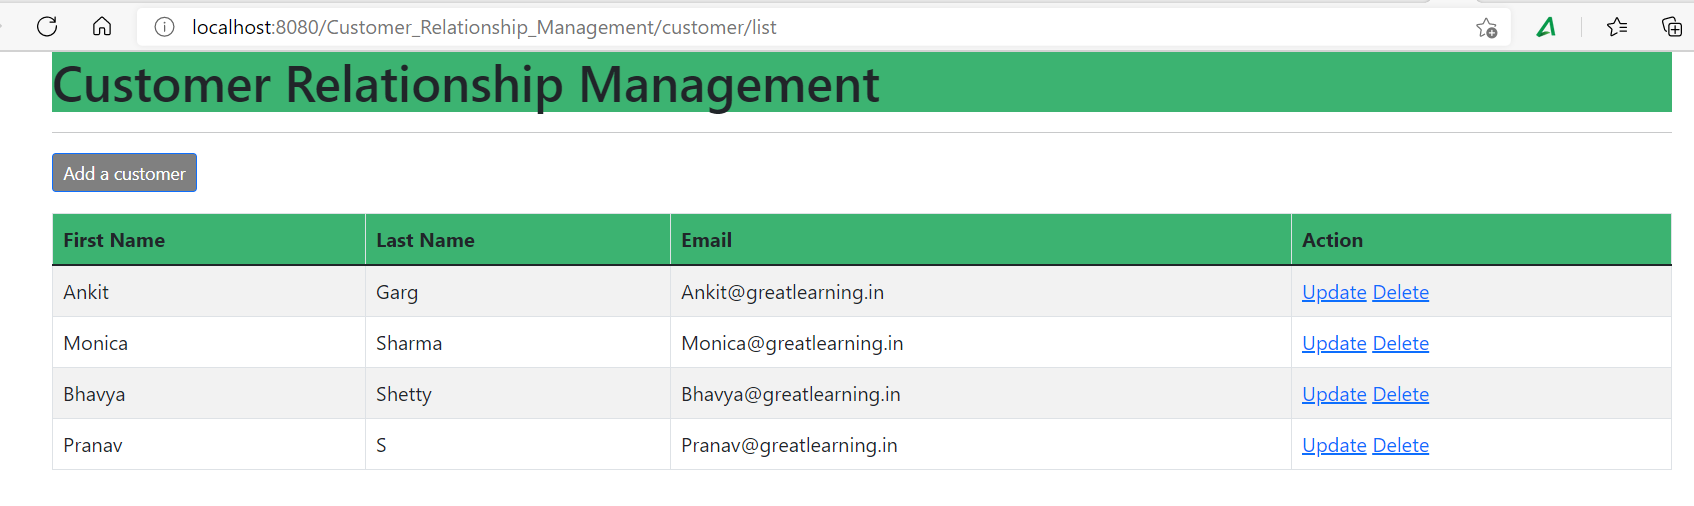 localhost:8080/Customer_Relationship_Management/customer/list
Customer Relationship Management
Add a customer
First Name Last Name Email Action
Ankit Garg Ankit@greatlearning.in Update Delete
Monica Sharma Monica@greatlearning.in Update Delete
Bhavya Shetty Bhavya@greatlearning.in Update Delete
Pranav S Pranav@greatlearning.in Update Delete